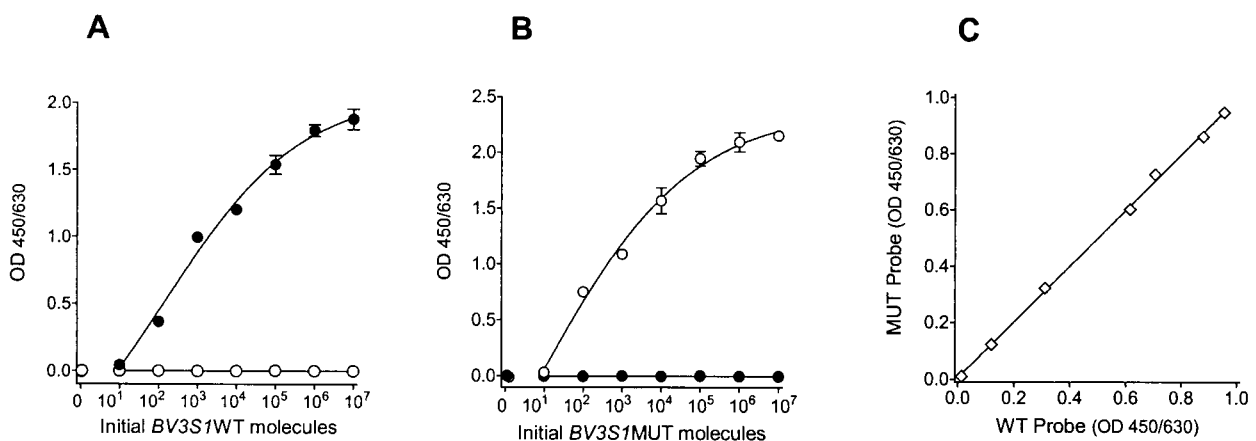 A
B
C
OD 450/630
2.0
1.5
1.0
0.5
0.0
0 10¹ 10² 10³ 10⁴ 10⁵ 10⁶ 10⁷
Initial BV3S1WT molecules
OD 450/630
2.5
2.0
1.5
1.0
0.5
0.0
0 10¹ 10² 10³ 10⁴ 10⁵ 10⁶ 10⁷
Initial BV3S1MUT molecules
MUT Probe (OD 450/630)
1.0
0.8
0.6
0.4
0.2
0.0
0.0 0.2 0.4 0.6 0.8 1.0
WT Probe (OD 450/630)